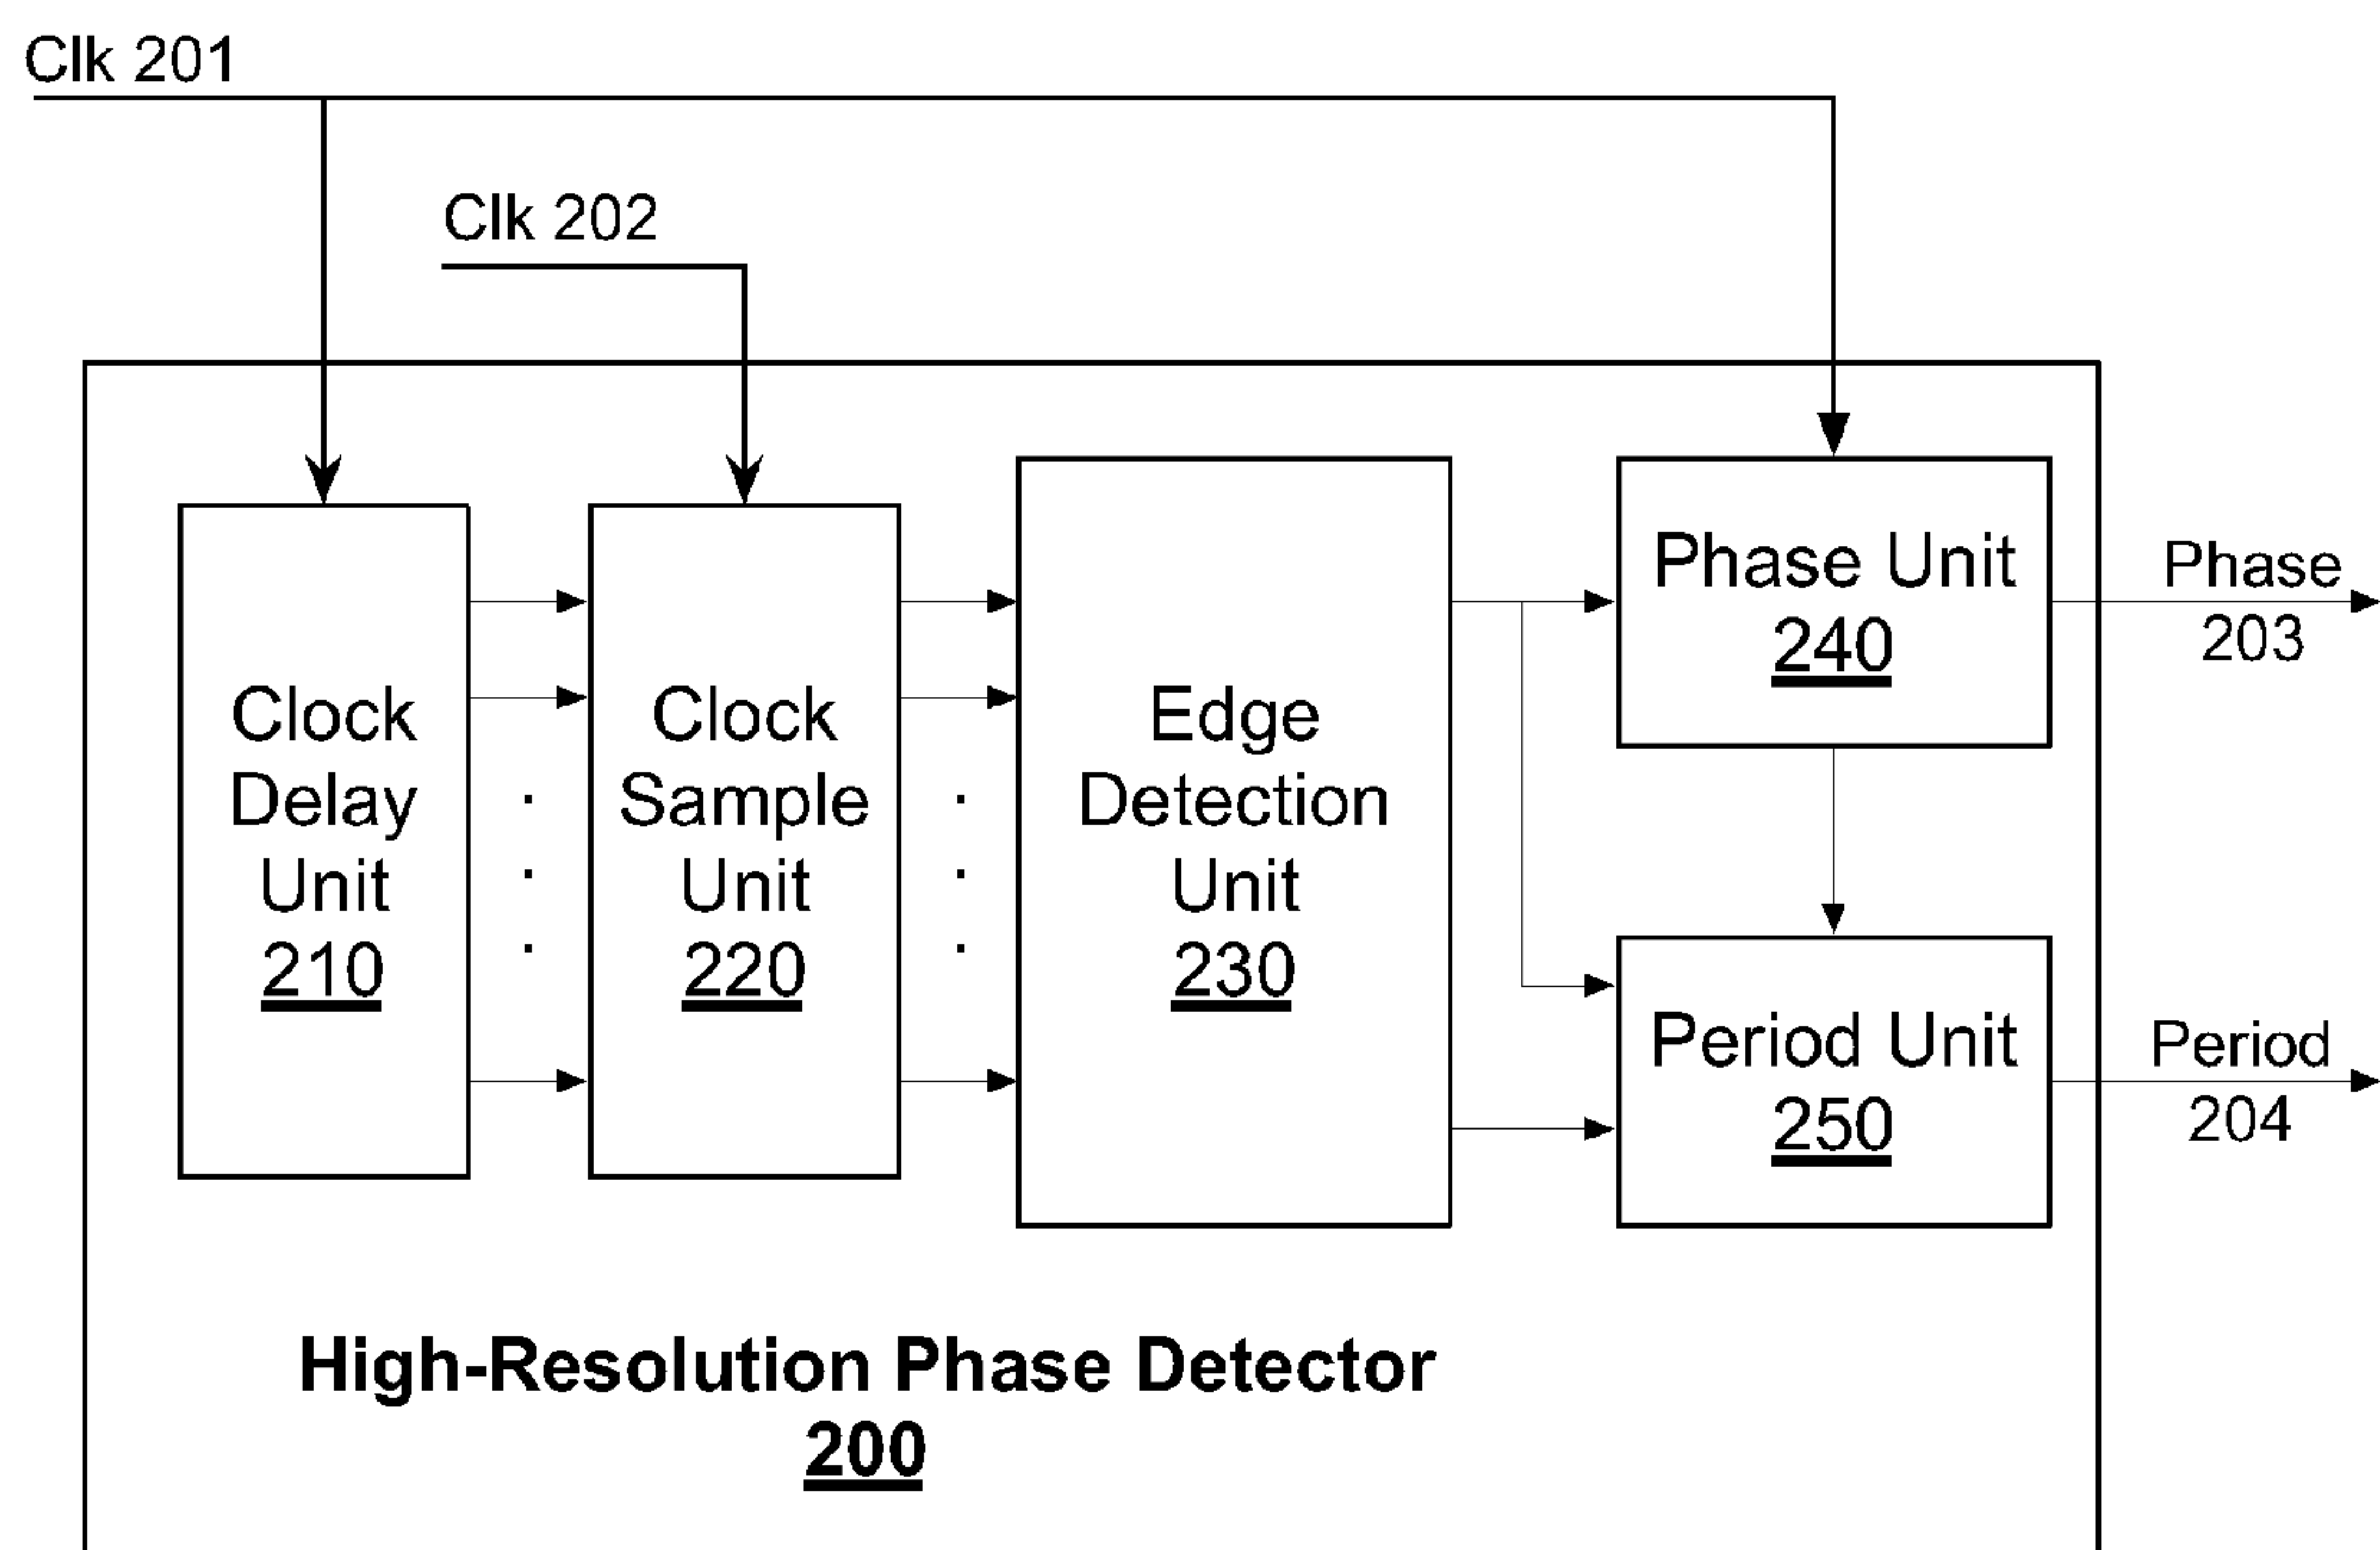 Clk 201
Clk 202
Clock
Delay
Unit
210
Clock
Sample
Unit
220
Edge
Detection
Unit
230
Phase Unit
240
Phase
203
Period Unit
250
Period
204
High-Resolution Phase Detector
200